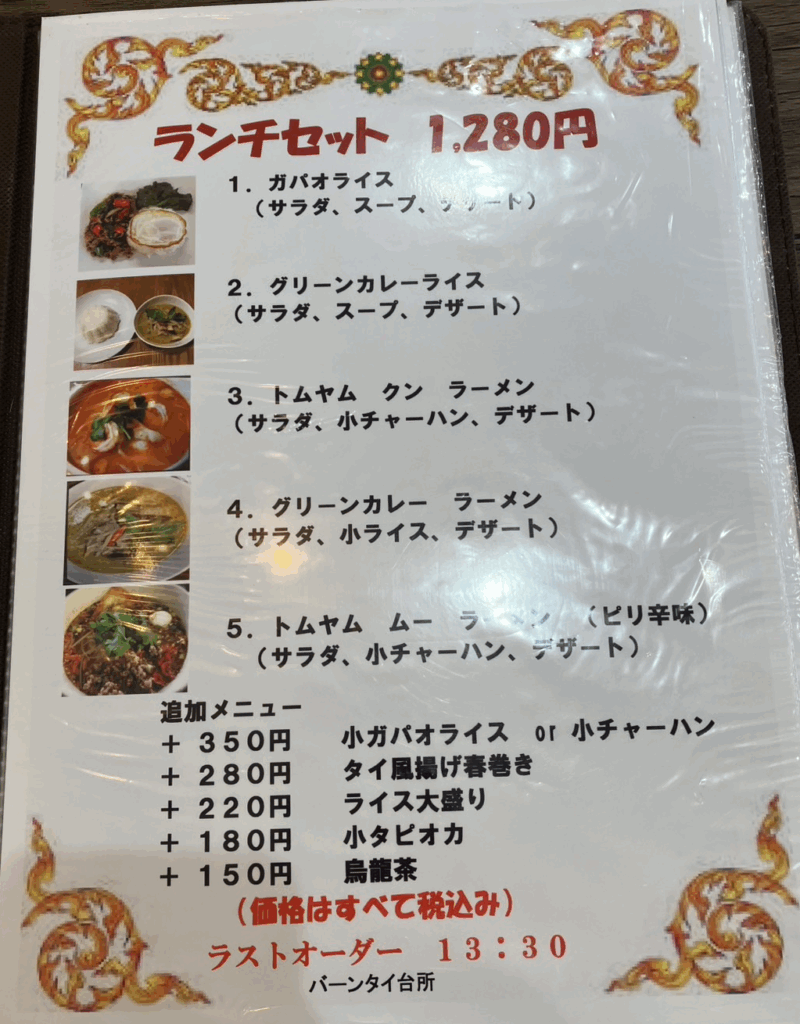 ランチセット 1,280円
1. ガパオライス
(サラダ、スープ、デザート)
2. グリーンカレーライス
(サラダ、スープ、デザート)
3. トムヤム クン ラーメン
(サラダ、小チャーハン、デザート)
4. グリーンカレー ラーメン
(サラダ、小ライス、デザート)
5. トムヤム ムー ラーメン (ピリ辛味)
(サラダ、小チャーハン、デザート)
追加メニュー
+ 350円 小ガパオライス or 小チャーハン
+ 280円 タイ風揚げ春巻き
+ 220円 ライス大盛り
+ 180円 小タピオカ
+ 150円 烏龍茶
(価格はすべて税込み)
ラストオーダー 13:30
バーンタイ台所